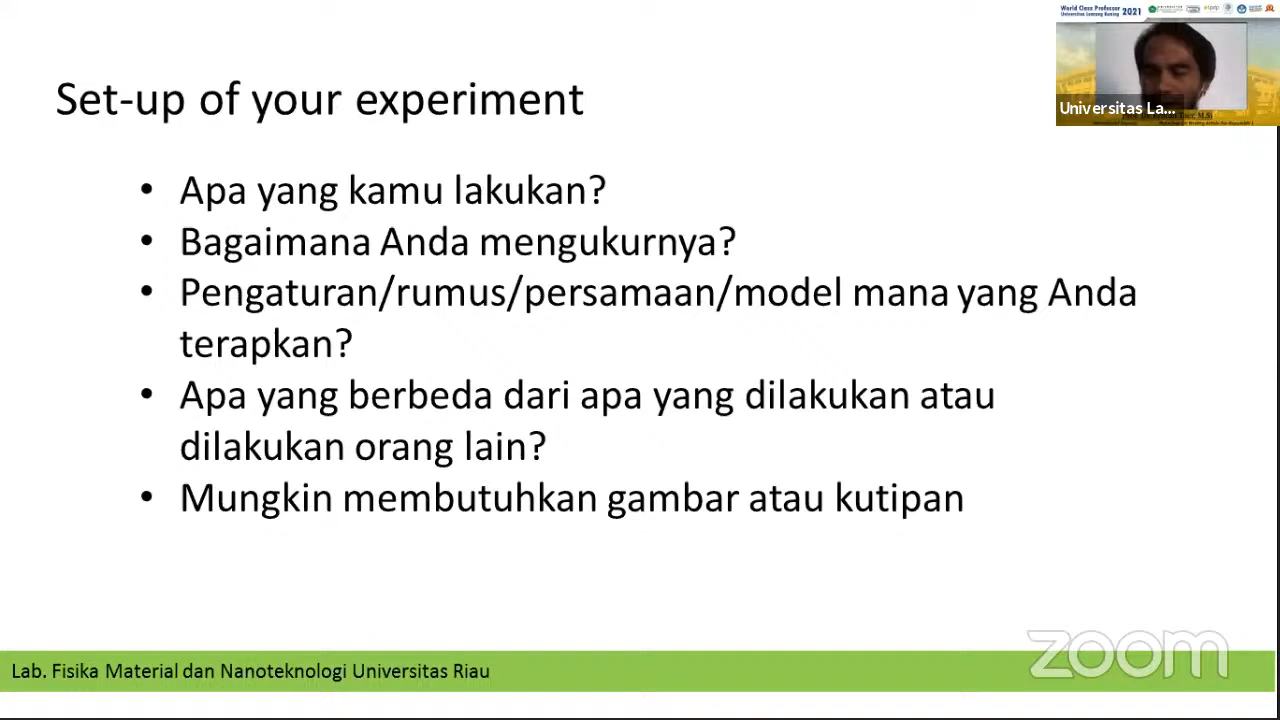 World Class Professor
Universitas Lancang Kuning 2021
Set-up of your experiment
Universitas La...
• Apa yang kamu lakukan?
• Bagaimana Anda mengukurnya?
• Pengaturan/rumus/persamaan/model mana yang Anda
terapkan?
• Apa yang berbeda dari apa yang dilakukan atau
dilakukan orang lain?
• Mungkin membutuhkan gambar atau kutipan
zoom
Lab. Fisika Material dan Nanoteknologi Universitas Riau